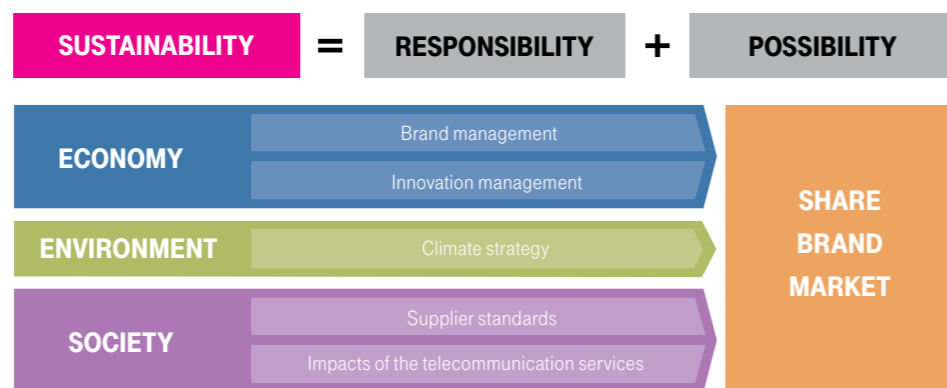 SUSTAINABILITY = RESPONSIBILITY + POSSIBILITY
ECONOMY
Brand management
Innovation management
ENVIRONMENT
Climate strategy
SOCIETY
Supplier standards
Impacts of the telecommunication services
SHARE
BRAND
MARKET